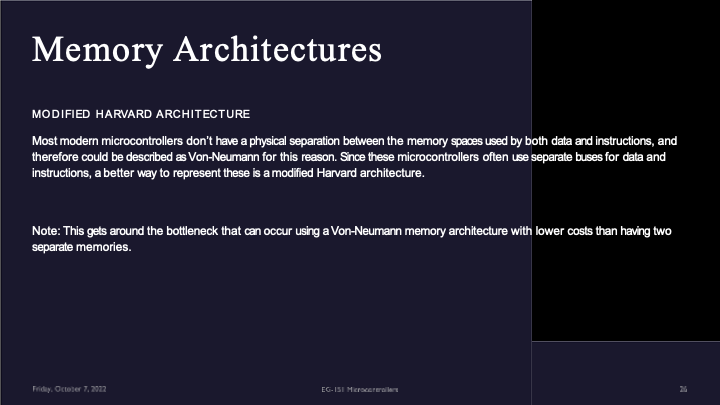 Memory Architectures
MODIFIED HARVARD ARCHITECTURE
Most modern microcontrollers don't have a physical separation between the memory spaces used by both data and instructions, and
therefore could be described as Von-Neumann for this reason. Since these microcontrollers often use separate buses for data and
instructions, a better way to represent these is a modified Harvard architecture.
Note: This gets around the bottleneck that can occur using a Von-Neumann memory architecture with lower costs than having two
separate memories.
Friday, October 7, 2022
EG-151 Microcontrollers
26